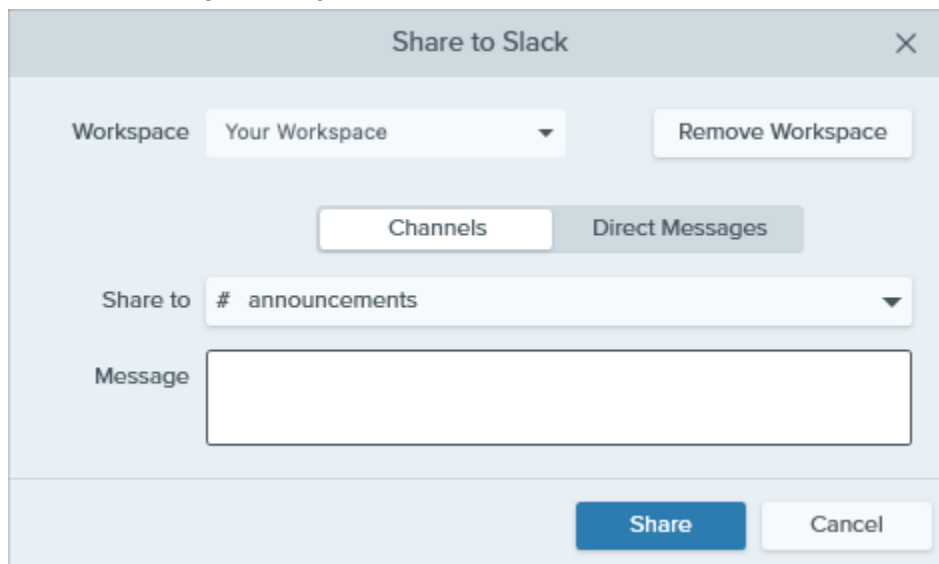 Share to Slack
Workspace Your Workspace Remove Workspace
Channels Direct Messages
Share to # announcements
Message
Share Cancel